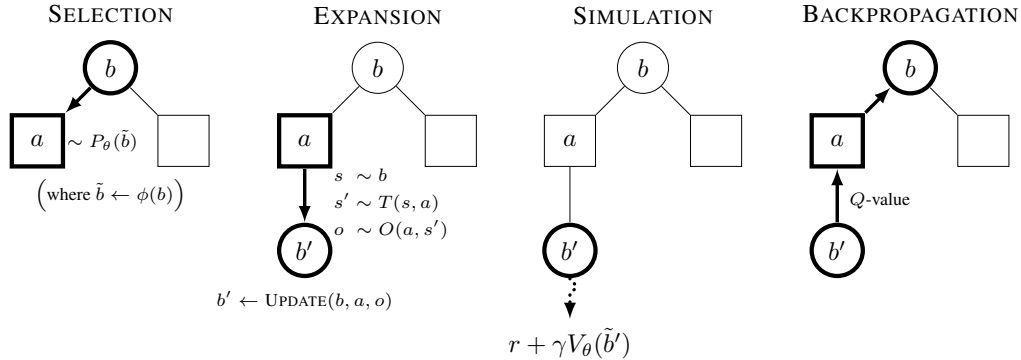 SELECTION
b
a
∼ P_θ(b̃)
(where b̃ ← ϕ(b))
EXPANSION
b
a
s ∼ b
s′ ∼ T(s, a)
o ∼ O(a, s′)
b′
b′ ← UPDATE(b, a, o)
SIMULATION
b
a
b′
r + γV_θ(b̃′)
BACKPROPAGATION
b
a
Q-value
b′